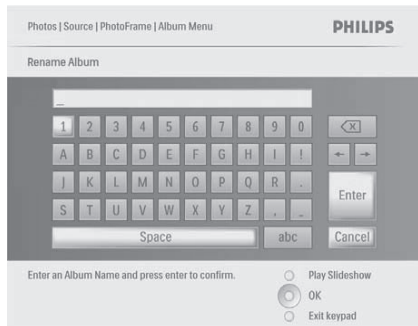 Photos | Source | PhotoFrame | Album Menu PHILIPS
Rename Album
_
1 2 3 4 5 6 7 8 9 0
A B C D E F G H I !
← →
J K L M N O P Q R .
Enter
S T U V W X Y Z , _
Space abc Cancel
Enter an Album Name and press enter to confirm.
Play Slideshow
OK
Exit keypad